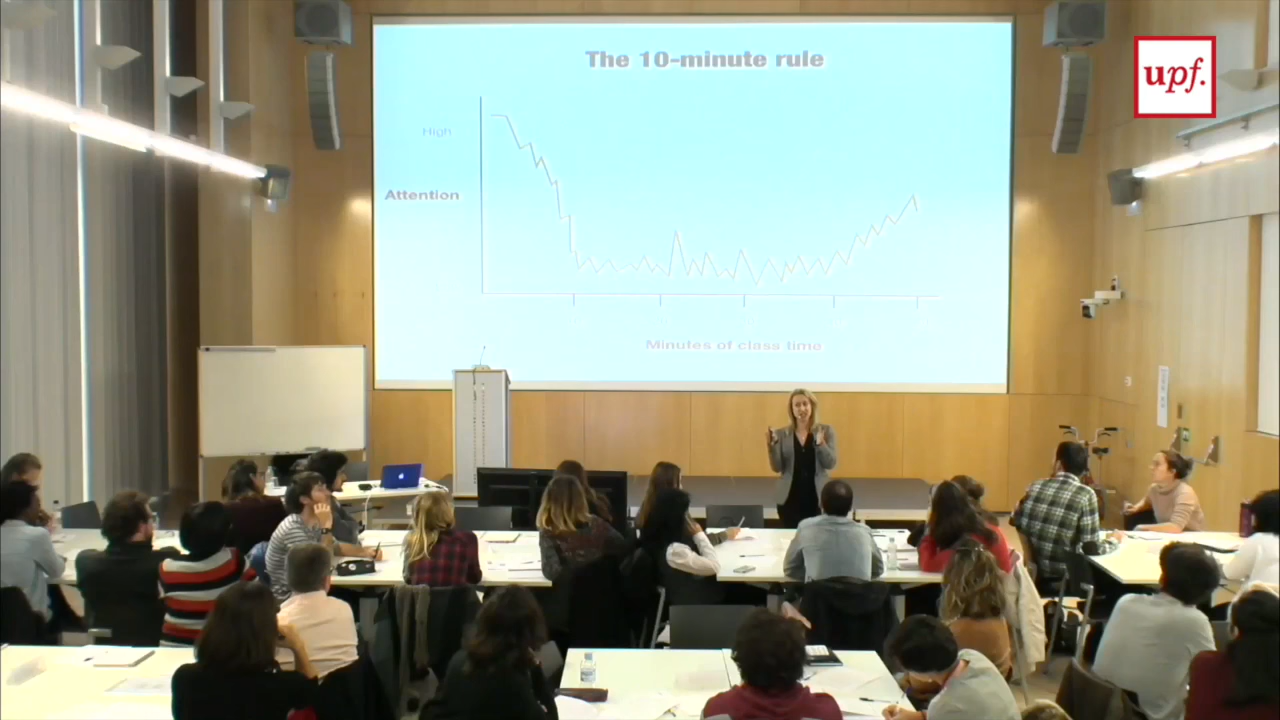 The 10-minute rule
upf.
High
Attention
Minutes of class time